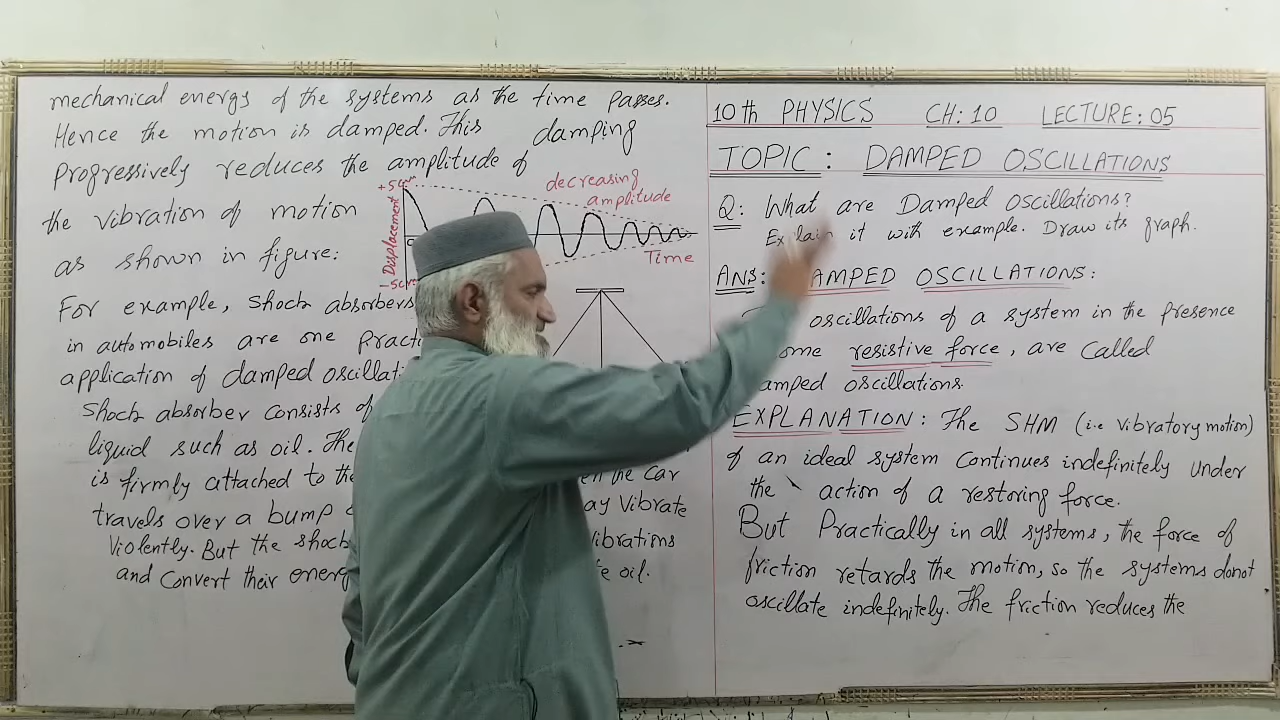 10th PHYSICS CH: 10 LECTURE: 05
TOPIC: DAMPED OSCILLATIONS
Q: What are Damped Oscillations?
Explain it with example. Draw its graph.
ANS: DAMPED OSCILLATIONS:
oscillations of a system in the presence
resistive force, are called
damped oscillations.
EXPLANATION: The SHM (i.e vibratory motion)
of an ideal system continues indefinitely under
the action of a restoring force.
But Practically in all systems, the force of
friction retards the motion, so the systems donot
oscillate indefinitely. The friction reduces the
mechanical energy of the systems as the time passes.
Hence the motion is damped. This damping
Progressively reduces the amplitude of
the vibration of motion
as shown in figure:
Displacement
decreasing
amplitude
Time
For example, Shock absorbers
in automobiles are one
application of damped
Shock absorber consists of
liquid such as oil. The
is firmly attached to the the car
travels over a bump vibrate
Violently. But the shock vibrations
and convert their energy oil.